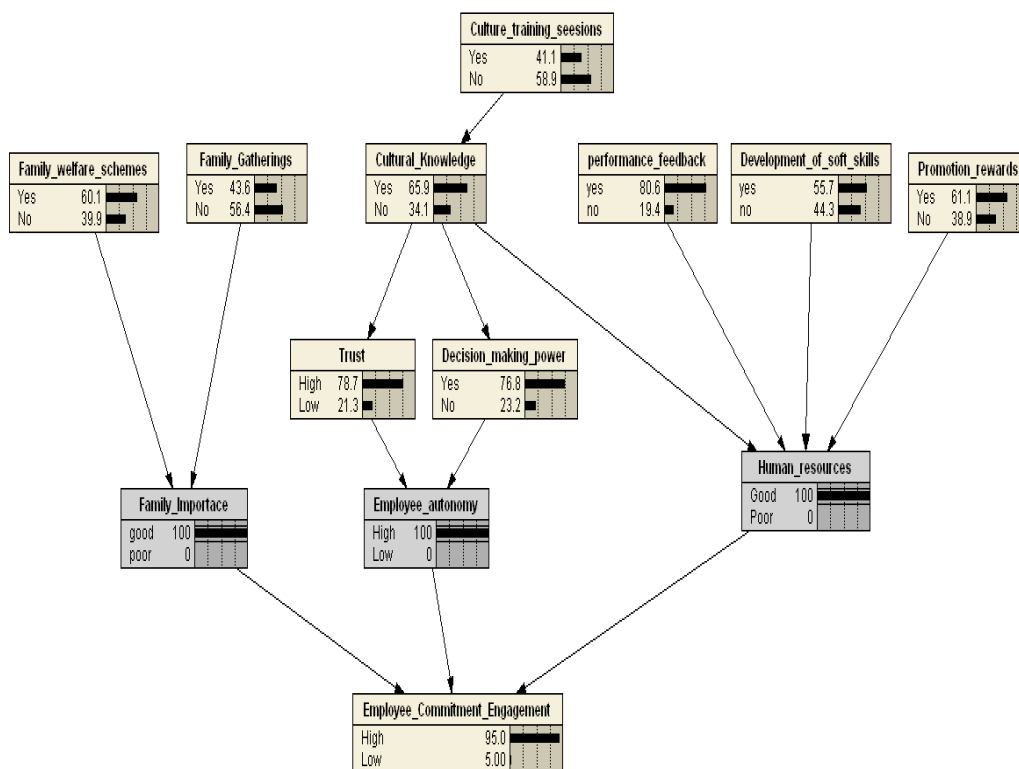 Culture_training_seesions
Yes 41.1
No 58.9
Family_welfare_schemes
Yes 60.1
No 39.9
Family_Gatherings
Yes 43.6
No 56.4
Cultural_Knowledge
Yes 65.9
No 34.1
performance_feedback
yes 80.6
no 19.4
Development_of_soft_skills
yes 55.7
no 44.3
Promotion_rewards
Yes 61.1
No 38.9
Trust
High 78.7
Low 21.3
Decision_making_power
Yes 76.8
No 23.2
Family_Importace
good 100
poor 0
Employee_autonomy
High 100
Low 0
Human_resources
Good 100
Poor 0
Employee_Commitment_Engagement
High 95.0
Low 5.00